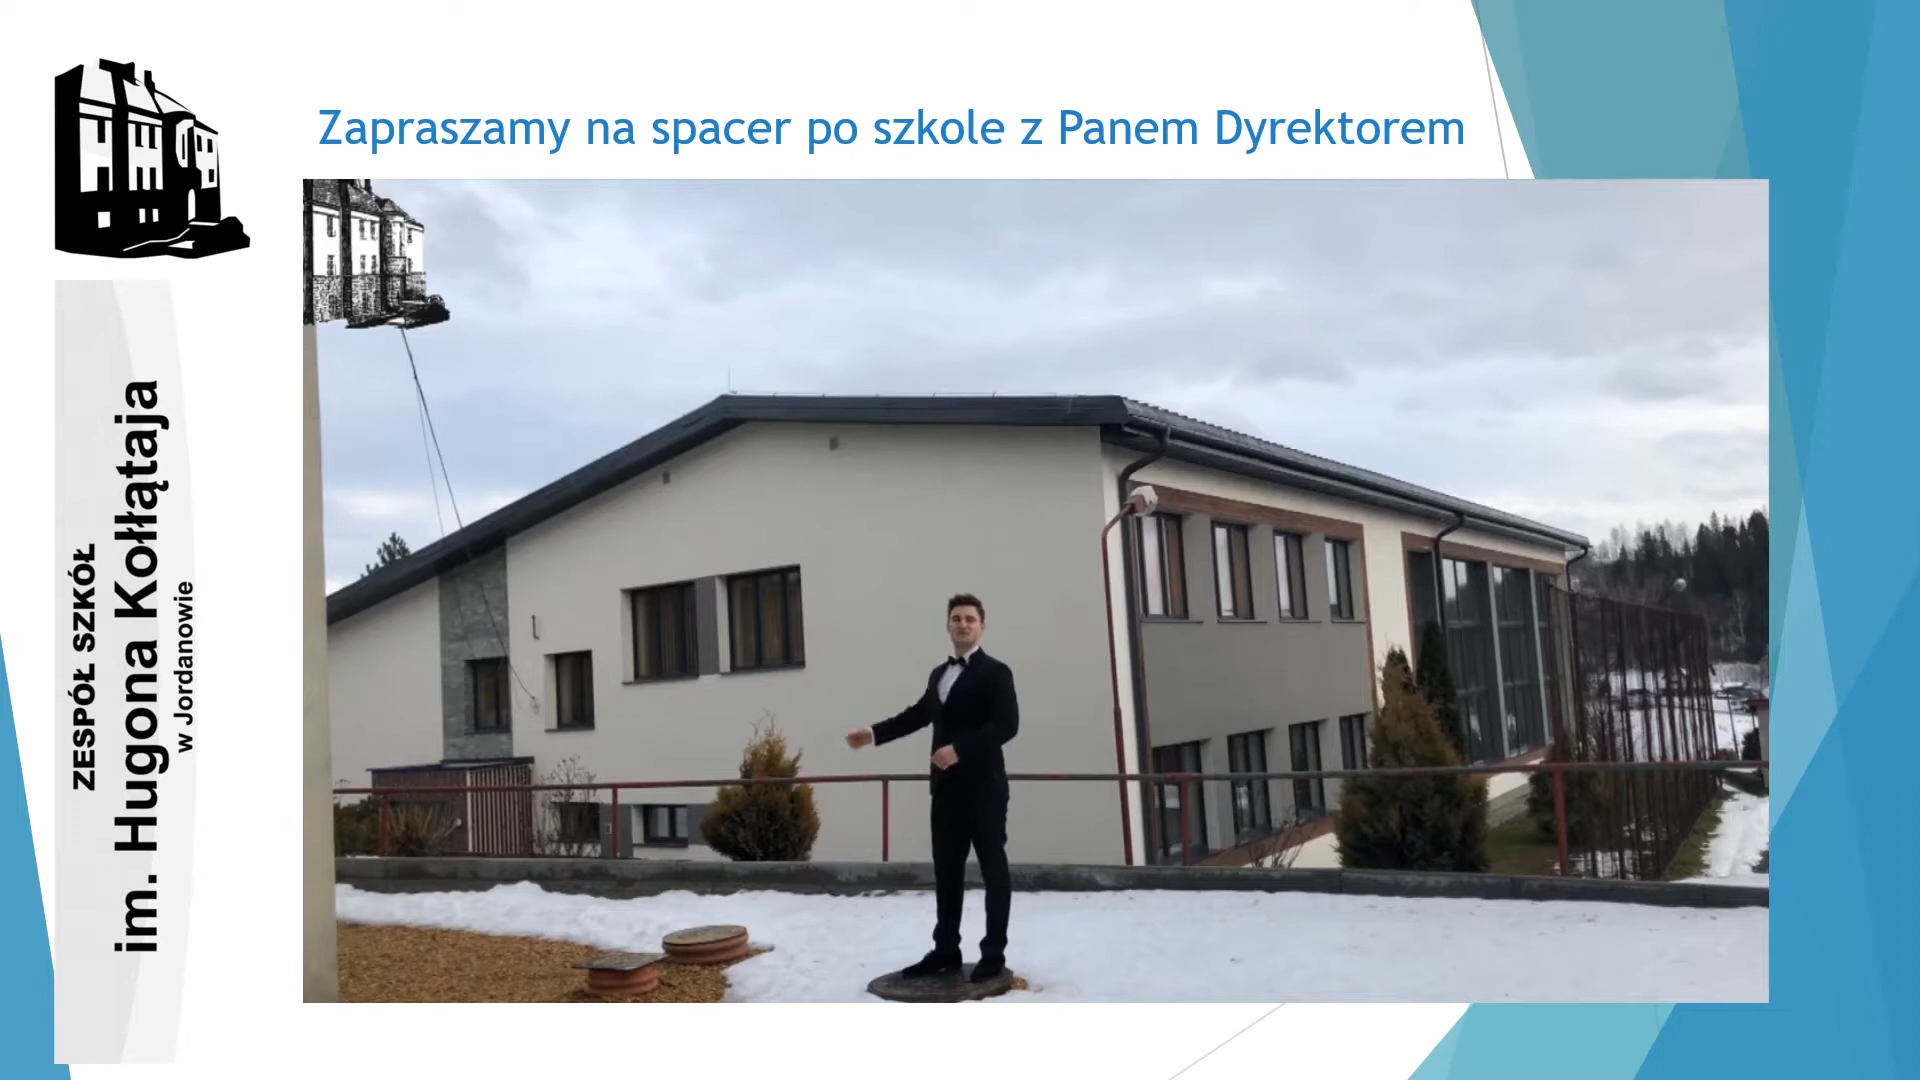 Zapraszamy na spacer po szkole z Panem Dyrektorem
ZESPÓŁ SZKÓŁ
im. Hugona Kołłątaja
w Jordanowie